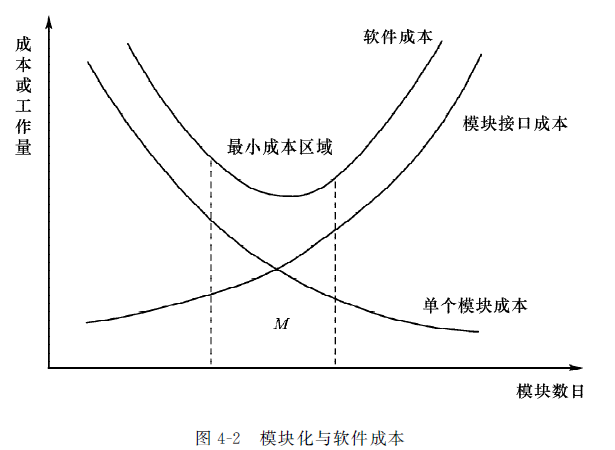 成本或工作量
软件成本
模块接口成本
最小成本区域
单个模块成本
M
模块数日
图 4-2 模块化与软件成本